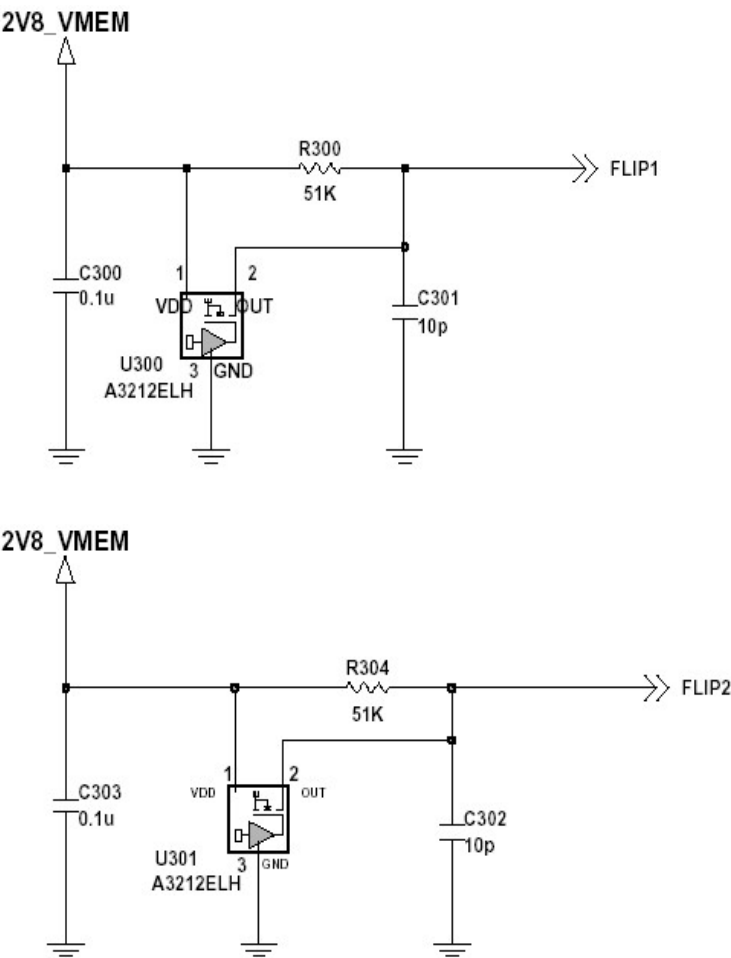 2V8_VMEM
R300
FLIP1
51K
C300
0.1u
1
2
VDD
OUT
C301
10p
U300
3
GND
A3212ELH
2V8_VMEM
R304
FLIP2
51K
1
2
C303
0.1u
VDD
OUT
C302
10p
U301
3
GND
A3212ELH